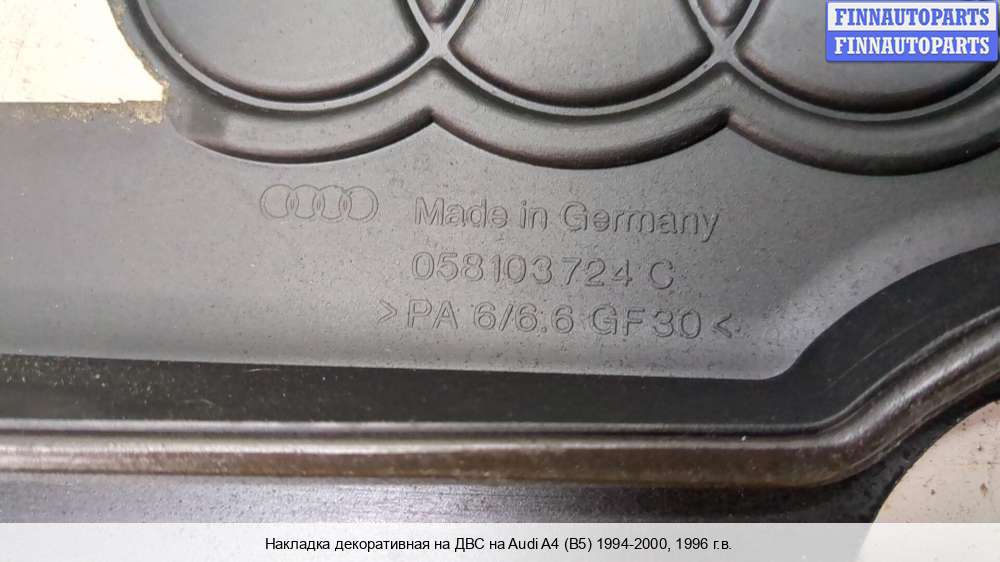 FINNAUTOPARTS
FINNAUTOPARTS
Made in Germany
058103724 C
>PA 6/6.6 GF30<
Накладка декоративная на ДВС на Audi A4 (B5) 1994-2000, 1996 г.в.